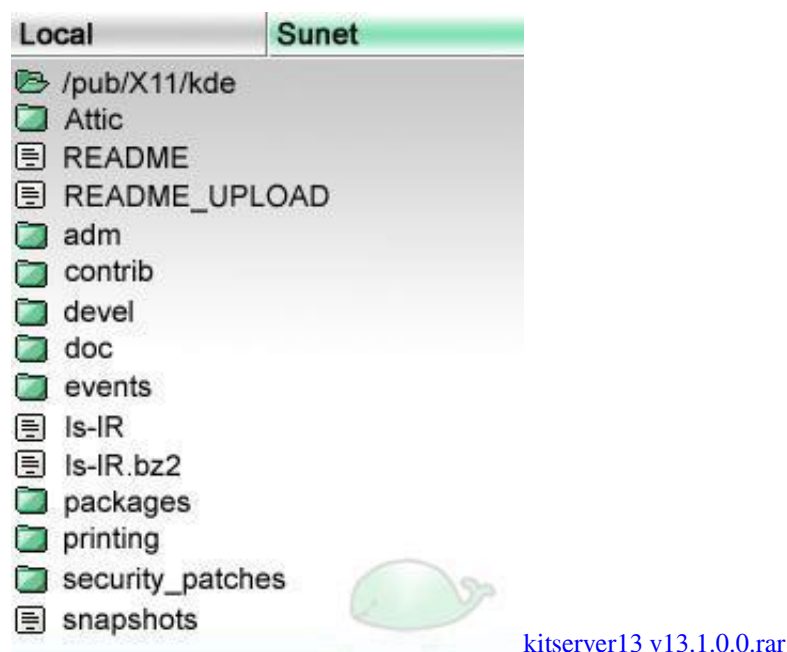 Local Sunet
/pub/X11/kde
Attic
README
README_UPLOAD
adm
contrib
devel
doc
events
ls-lR
ls-lR.bz2
packages
printing
security_patches
snapshots
kitserver13 v13.1.0.0.rar